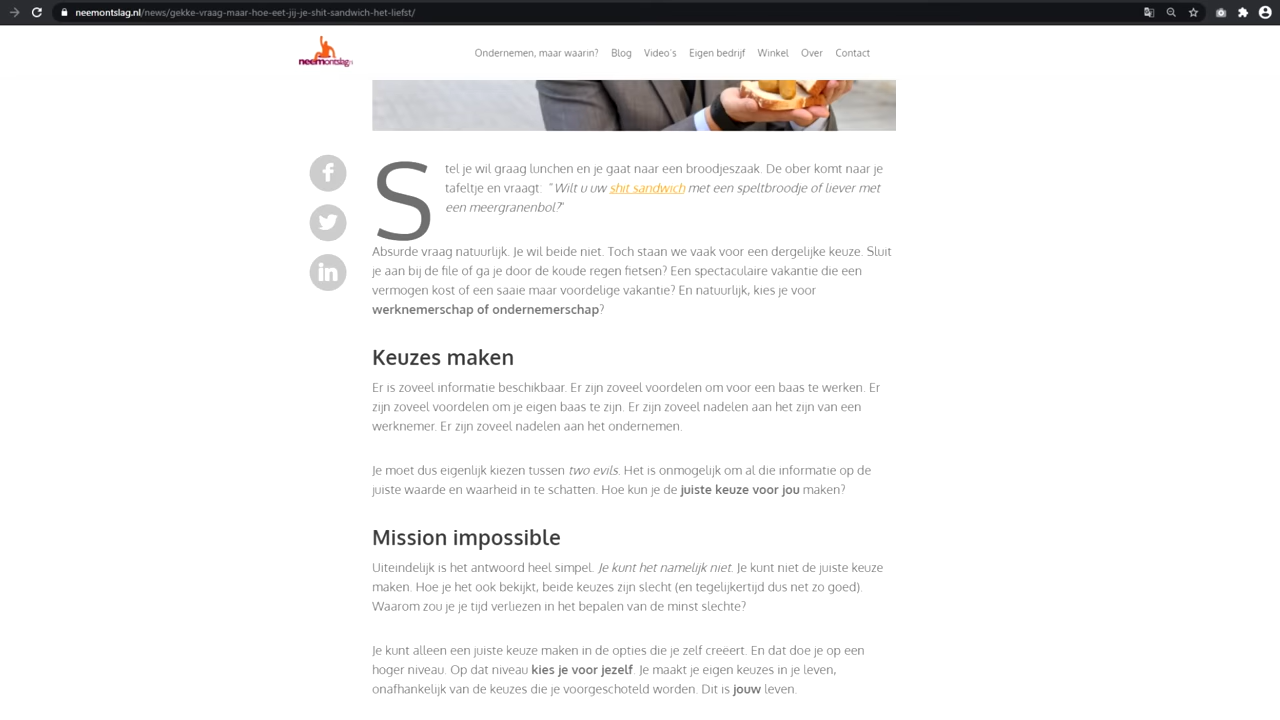 neemontslag.nl/news/gekke-vraag-maar-hoe-eet-jij-je-shit-sandwich-het-liefst/
neemontslag.nl
Ondernemen, maar waarin? Blog Video's Eigen bedrijf Winkel Over Contact
Stel je wil graag lunchen en je gaat naar een broodjeszaak. De ober komt naar je
tafeltje en vraagt: "Wilt u uw shit sandwich met een speltbroodje of liever met
een meergranenbol?"
Absurde vraag natuurlijk. Je wil beide niet. Toch staan we vaak voor een dergelijke keuze. Sluit
je aan bij de file of ga je door de koude regen fietsen? Een spectaculaire vakantie die een
vermogen kost of een saaie maar voordelige vakantie? En natuurlijk, kies je voor
werknemerschap of ondernemerschap?
Keuzes maken
Er is zoveel informatie beschikbaar. Er zijn zoveel voordelen om voor een baas te werken. Er
zijn zoveel voordelen om je eigen baas te zijn. Er zijn zoveel nadelen aan het zijn van een
werknemer. Er zijn zoveel nadelen aan het ondernemen.
Je moet dus eigenlijk kiezen tussen two evils. Het is onmogelijk om al die informatie op de
juiste waarde en waarheid in te schatten. Hoe kun je de juiste keuze voor jou maken?
Mission impossible
Uiteindelijk is het antwoord heel simpel. Je kunt het namelijk niet. Je kunt niet de juiste keuze
maken. Hoe je het ook bekijkt, beide keuzes zijn slecht (en tegelijkertijd dus net zo goed).
Waarom zou je je tijd verliezen in het bepalen van de minst slechte?
Je kunt alleen een juiste keuze maken in de opties die je zelf creëert. En dat doe je op een
hoger niveau. Op dat niveau kies je voor jezelf. Je maakt je eigen keuzes in je leven,
onafhankelijk van de keuzes die je voorgeschoteld worden. Dit is jouw leven.